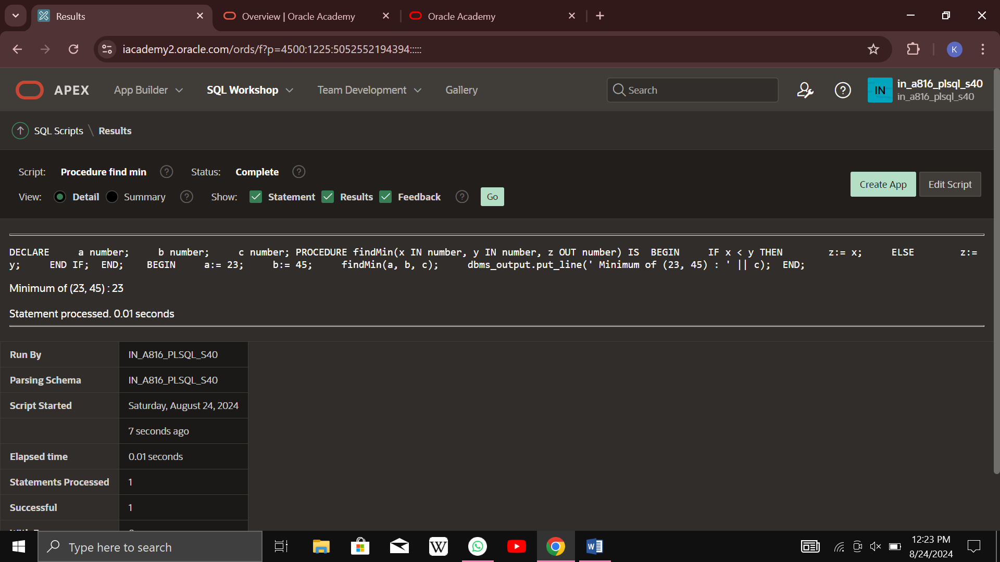 Results
Overview | Oracle Academy
Oracle Academy
iacademy2.oracle.com/ords/f?p=4500:1225:5052552194394:::::
K
APEX
App Builder
SQL Workshop
Team Development
Gallery
Search
IN
in_a816_plsql_s40
in_a816_plsql_s40
SQL Scripts \ Results
Script: Procedure find min ? Status: Complete ?
View: Detail Summary ? Show: Statement Results Feedback ? Go
Create App
Edit Script
DECLARE     a number;     b number;     c number; PROCEDURE findMin(x IN number, y IN number, z OUT number) IS  BEGIN     IF x < y THEN        z:= x;     ELSE        z:=
y;     END IF;  END;    BEGIN     a:= 23;     b:= 45;     findMin(a, b, c);     dbms_output.put_line(' Minimum of (23, 45) : ' || c);  END;
Minimum of (23, 45) : 23
Statement processed. 0.01 seconds
Run By IN_A816_PLSQL_S40
Parsing Schema IN_A816_PLSQL_S40
Script Started Saturday, August 24, 2024
7 seconds ago
Elapsed time 0.01 seconds
Statements Processed 1
Successful 1
Type here to search
W
W
12:23 PM
8/24/2024